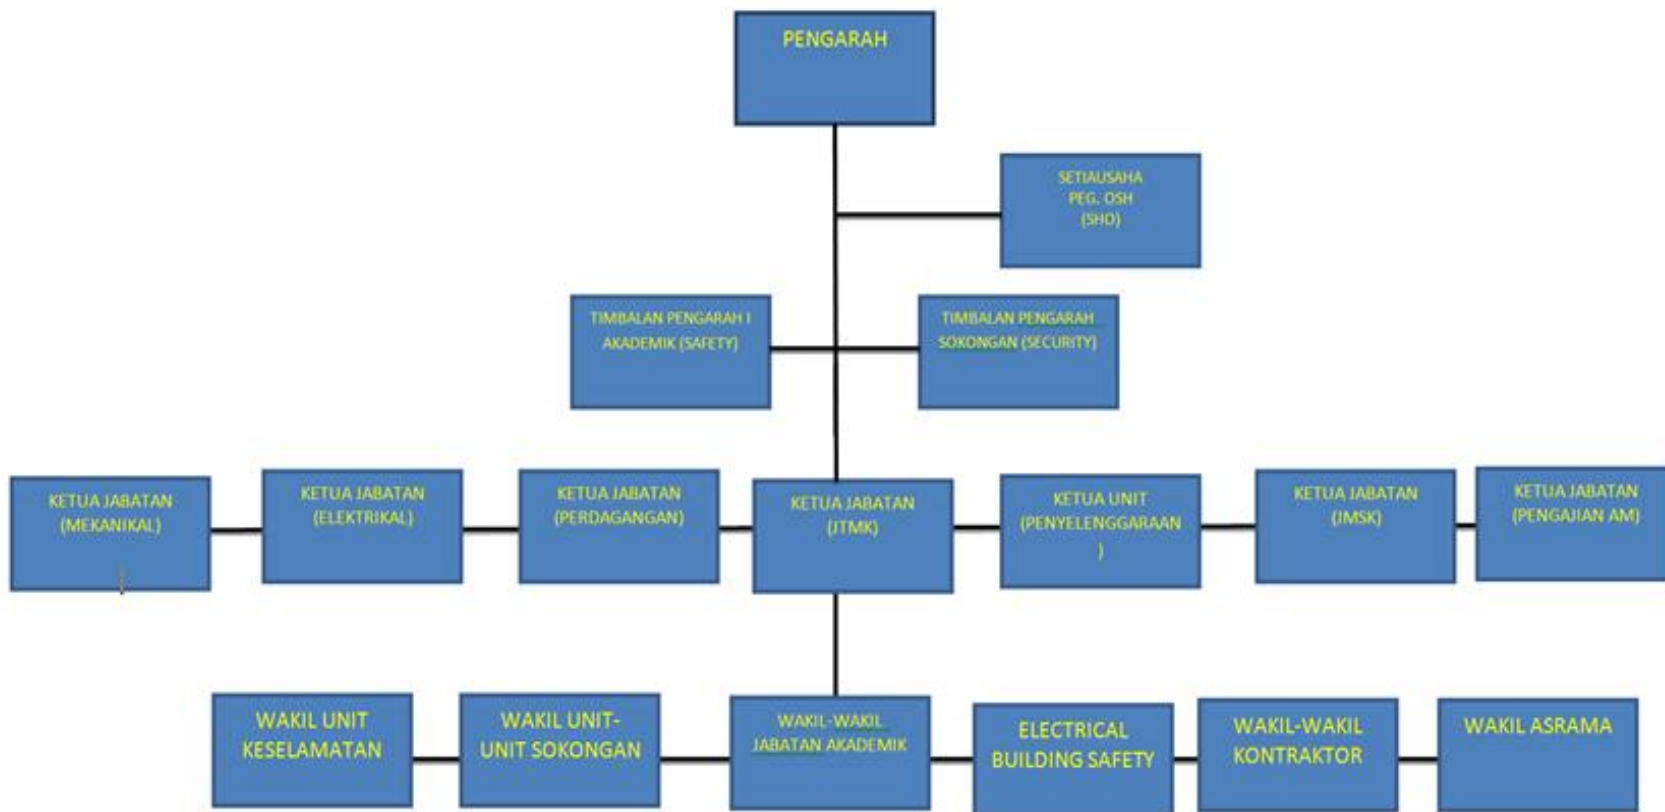 PENGARAH
SETIAUSAHA
PEG. OSH
(SHO)
TIMBALAN PENGARAH I
AKADEMIK (SAFETY)
TIMBALAN PENGARAH
SOKONGAN (SECURITY)
KETUA JABATAN
(MEKANIKAL)
KETUA JABATAN
(ELEKTRIKAL)
KETUA JABATAN
(PERDAGANGAN)
KETUA JABATAN
(JTMK)
KETUA UNIT
(PENYELENGGARAAN
)
KETUA JABATAN
(JMSK)
KETUA JABATAN
(PENGAJIAN AM)
WAKIL UNIT
KESELAMATAN
WAKIL UNIT-
UNIT SOKONGAN
WAKIL-WAKIL
JABATAN AKADEMIK
ELECTRICAL
BUILDING SAFETY
WAKIL-WAKIL
KONTRAKTOR
WAKIL ASRAMA